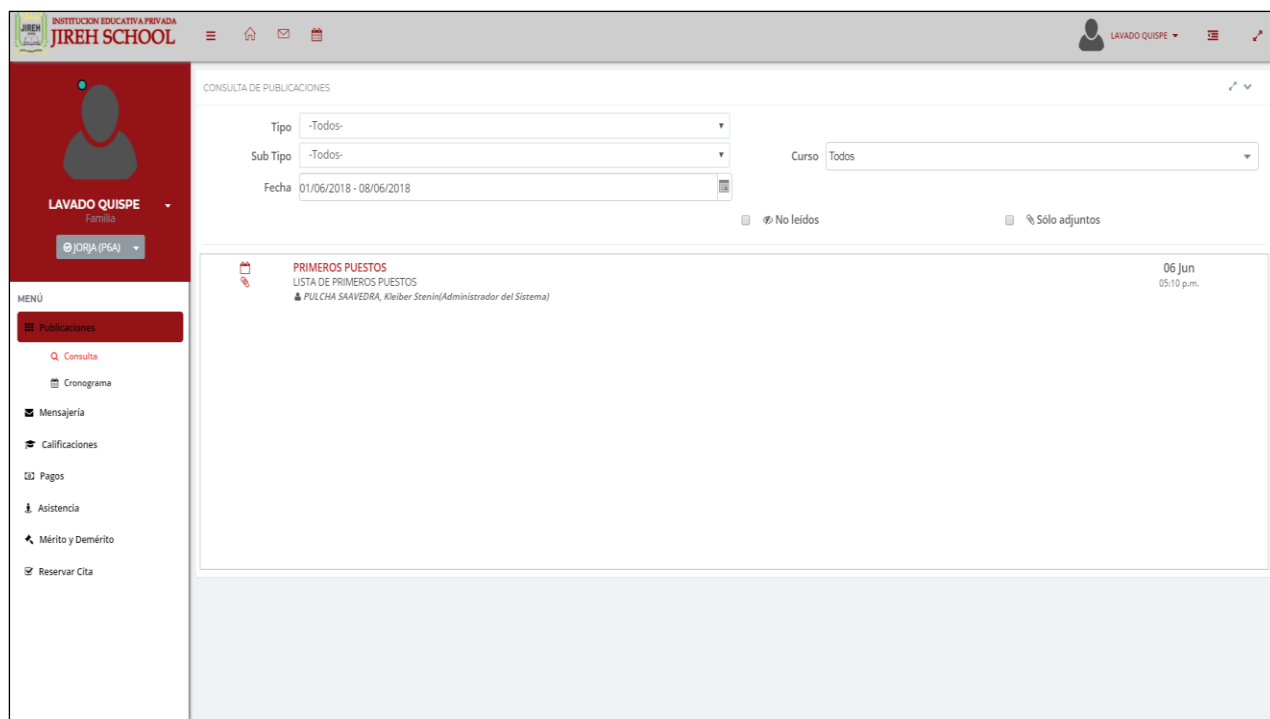 JIREH
INSTITUCION EDUCATIVA PRIVADA
JIREH SCHOOL
LAVADO QUISPE
LAVADO QUISPE
Familia
JORJA (P6A)
MENÚ
Publicaciones
Consulta
Cronograma
Mensajería
Calificaciones
Pagos
Asistencia
Mérito y Demérito
Reservar Cita
CONSULTA DE PUBLICACIONES
Tipo -Todos-
Sub Tipo -Todos- Curso Todos
Fecha 01/06/2018 - 08/06/2018
No leídos Sólo adjuntos
PRIMEROS PUESTOS 06 Jun
LISTA DE PRIMEROS PUESTOS 05:10 p.m.
PULCHA SAAVEDRA, Kleiber Stenin(Administrador del Sistema)